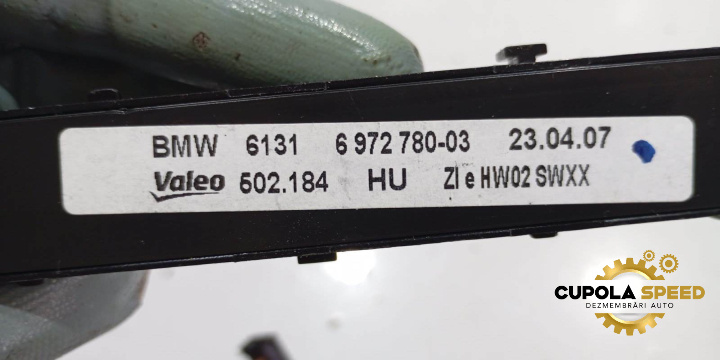 BMW 6131 6 972 780-03 23.04.07
Valeo 502.184 HU ZI e HW02 SWXX
CUPOLA SPEED
DEZMEMBRĂRI AUTO